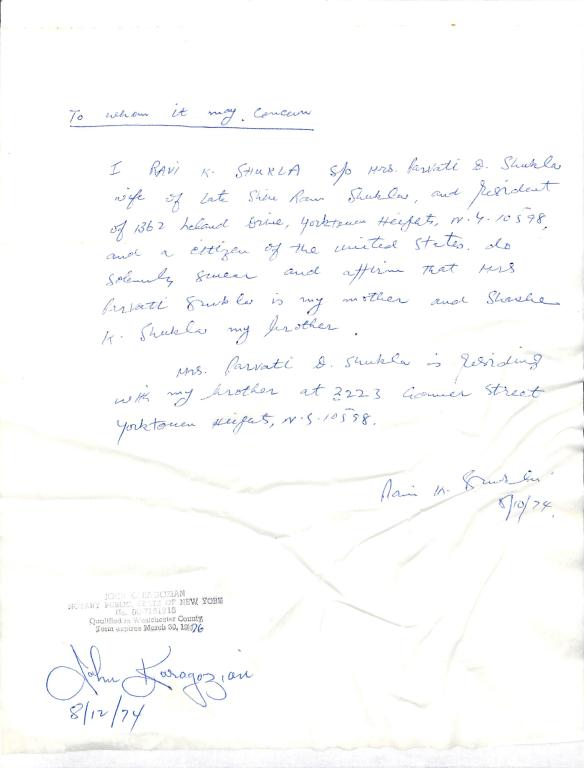 To whom it may concern
I RAVI K. SHUKLA S/o Mrs. Parvati D. Shukla
wife of late Shiv Ram Shukla, and resident
of 1362 Leland Drive, Yorktown Heights, N.Y. 10598,
and a citizen of the United States. do
solemnly swear and affirm that Mrs
Parvati Shukla is my mother and Shashi
K. Shukla my brother.
Mrs. Parvati D. Shukla is residing
with my brother at 3223 Gomer Street
Yorktown Heights, N.Y. 10598.
Ravi K. Shukla
8/10/74.
JOHN KARAGOZIAN
NOTARY PUBLIC, STATE OF NEW YORK
No.
Qualified in Westchester County
Term expires March 30, 1976
John Karagozian
8/12/74